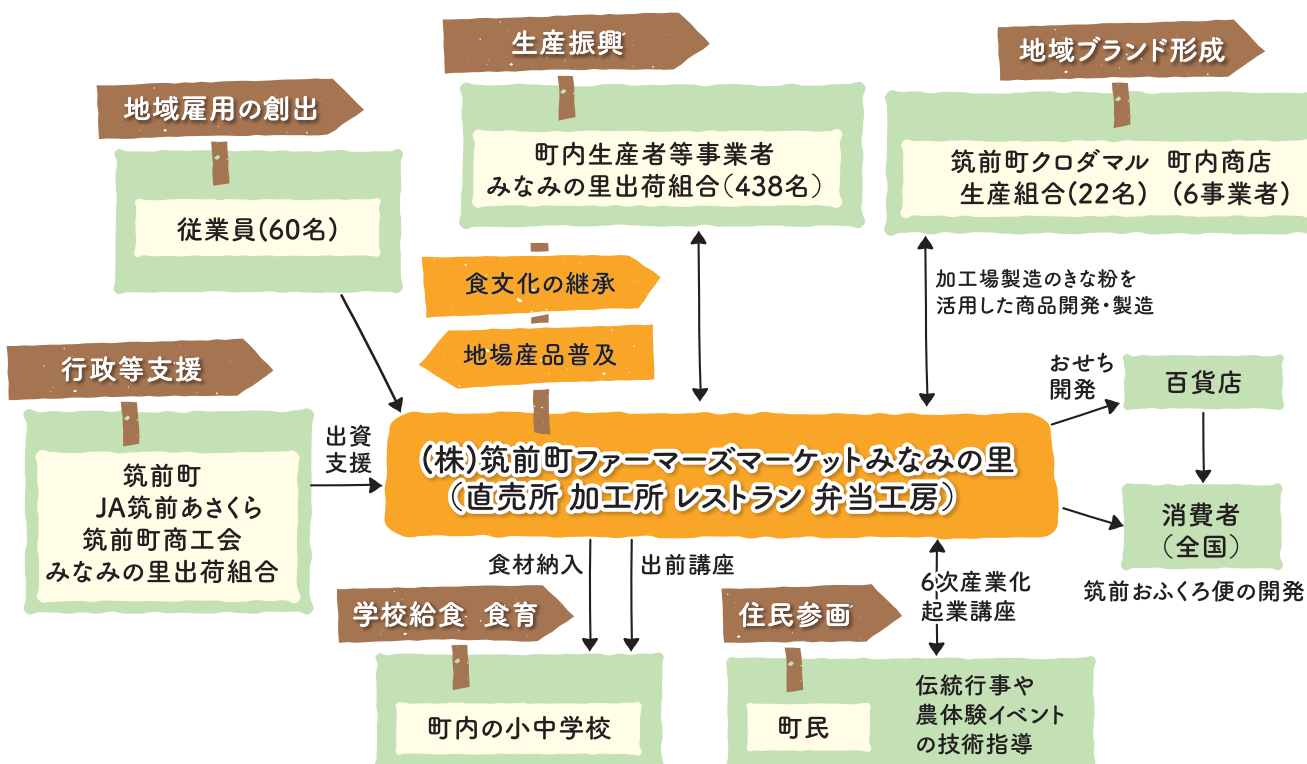 生産振興
地域ブランド形成
地域雇用の創出
町内生産者等事業者
みなみの里出荷組合(438名)
筑前町クロダマル 町内商店
生産組合(22名) (6事業者)
従業員(60名)
食文化の継承
地場産品普及
加工場製造のきな粉を
活用した商品開発・製造
行政等支援
おせち
開発
百貨店
出資
支援
筑前町
JA筑前あさくら
筑前町商工会
みなみの里出荷組合
(株)筑前町ファーマーズマーケットみなみの里
(直売所 加工所 レストラン 弁当工房)
消費者
(全国)
筑前おふくろ便の開発
食材納入
出前講座
6次産業化
起業講座
学校給食 食育
住民参画
町内の小中学校
町民
伝統行事や
農体験イベント
の技術指導